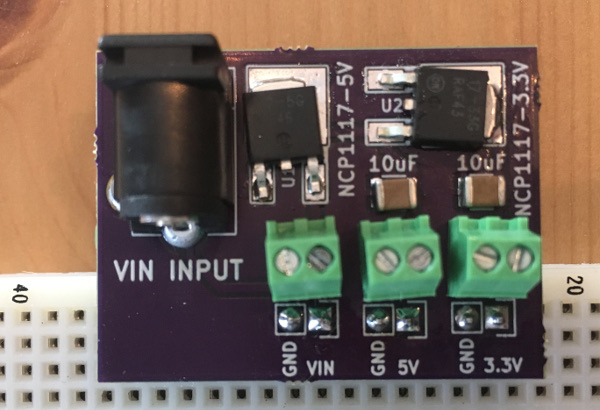 NCP1117-5V
NCP1117-3.3V
U2
U1
10uF
10uF
VIN INPUT
GND
VIN
GND
5V
GND
3.3V
40
20